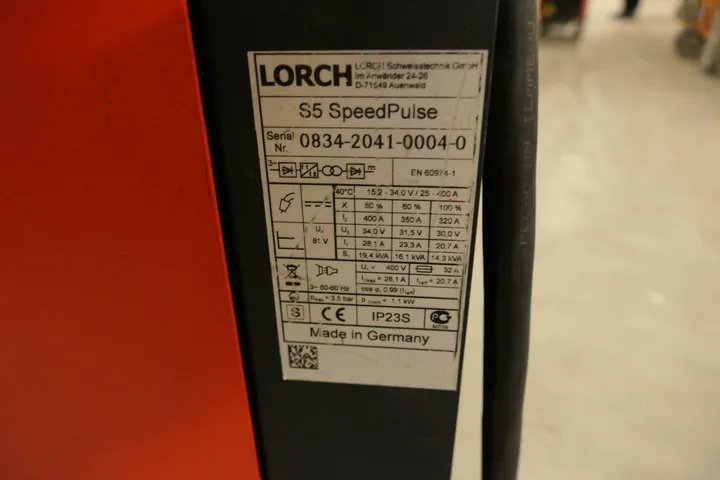 LORCH
LORCH Schweisstechnik GmbH
Im Anwänder 24-26
D-71549 Auenwald
S5 SpeedPulse
Serial Nr. 0834-2041-0004-0
3~
EN 60974-1
40°C 15,2 - 34,0 V / 25 - 400 A
X 50 % 60 % 100 %
I₂ 400 A 350 A 320 A
U₀ 81 V
U₂ 34,0 V 31,5 V 30,0 V
I₁ 28,1 A 23,3 A 20,7 A
S₁ 19,4 kVA 16,1 kVA 14,3 kVA
U₁ = 400 V 32 A
I₁max = 28,1 A I₁eff = 20,7 A
3~ 50-60 Hz cos φ, 0.99
pmax = 3,5 bar 1,1 kW
S CE IP23S
Made in Germany